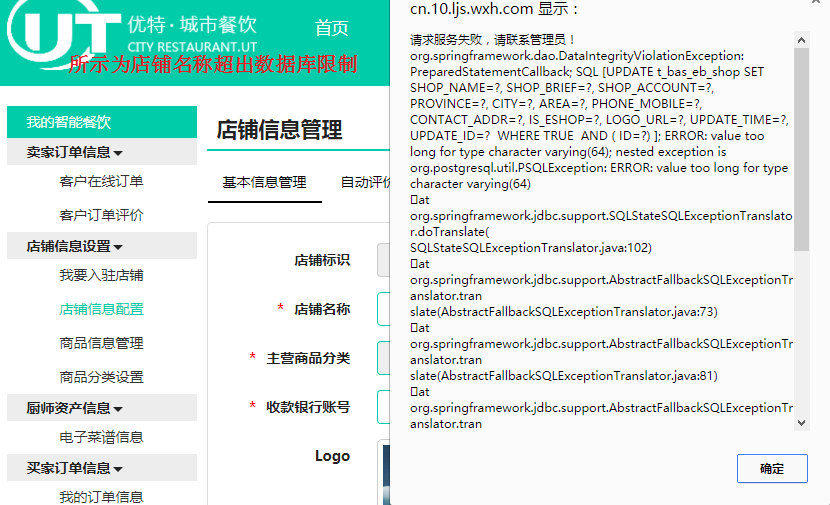 UT
优特·城市餐饮
CITY RESTAURANT.UT
首页
所示为店铺名称超出数据库限制
我的智能餐饮
卖家订单信息
客户在线订单
客户订单评价
店铺信息设置
我要入驻店铺
店铺信息配置
商品信息管理
商品分类设置
厨师资产信息
电子菜谱信息
买家订单信息
我的订单信息
店铺信息管理
基本信息管理
自动评价
店铺标识
* 店铺名称
* 主营商品分类
* 收款银行账号
Logo
cn.10.ljs.wxh.com 显示：
请求服务失败，请联系管理员！
org.springframework.dao.DataIntegrityViolationException:
PreparedStatementCallback; SQL [UPDATE t_bas_eb_shop SET
SHOP_NAME=?, SHOP_BRIEF=?, SHOP_ACCOUNT=?,
PROVINCE=?, CITY=?, AREA=?, PHONE_MOBILE=?,
CONTACT_ADDR=?, IS_ESHOP=?, LOGO_URL=?, UPDATE_TIME=?,
UPDATE_ID=?  WHERE TRUE  AND ( ID=?) ]; ERROR: value too
long for type character varying(64); nested exception is
org.postgresql.util.PSQLException: ERROR: value too long for type
character varying(64)
at
org.springframework.jdbc.support.SQLStateSQLExceptionTranslato
r.doTranslate(
SQLStateSQLExceptionTranslator.java:102)
at
org.springframework.jdbc.support.AbstractFallbackSQLExceptionTr
anslator.tran
slate(AbstractFallbackSQLExceptionTranslator.java:73)
at
org.springframework.jdbc.support.AbstractFallbackSQLExceptionTr
anslator.tran
slate(AbstractFallbackSQLExceptionTranslator.java:81)
at
org.springframework.jdbc.support.AbstractFallbackSQLExceptionTr
anslator.tran
确定